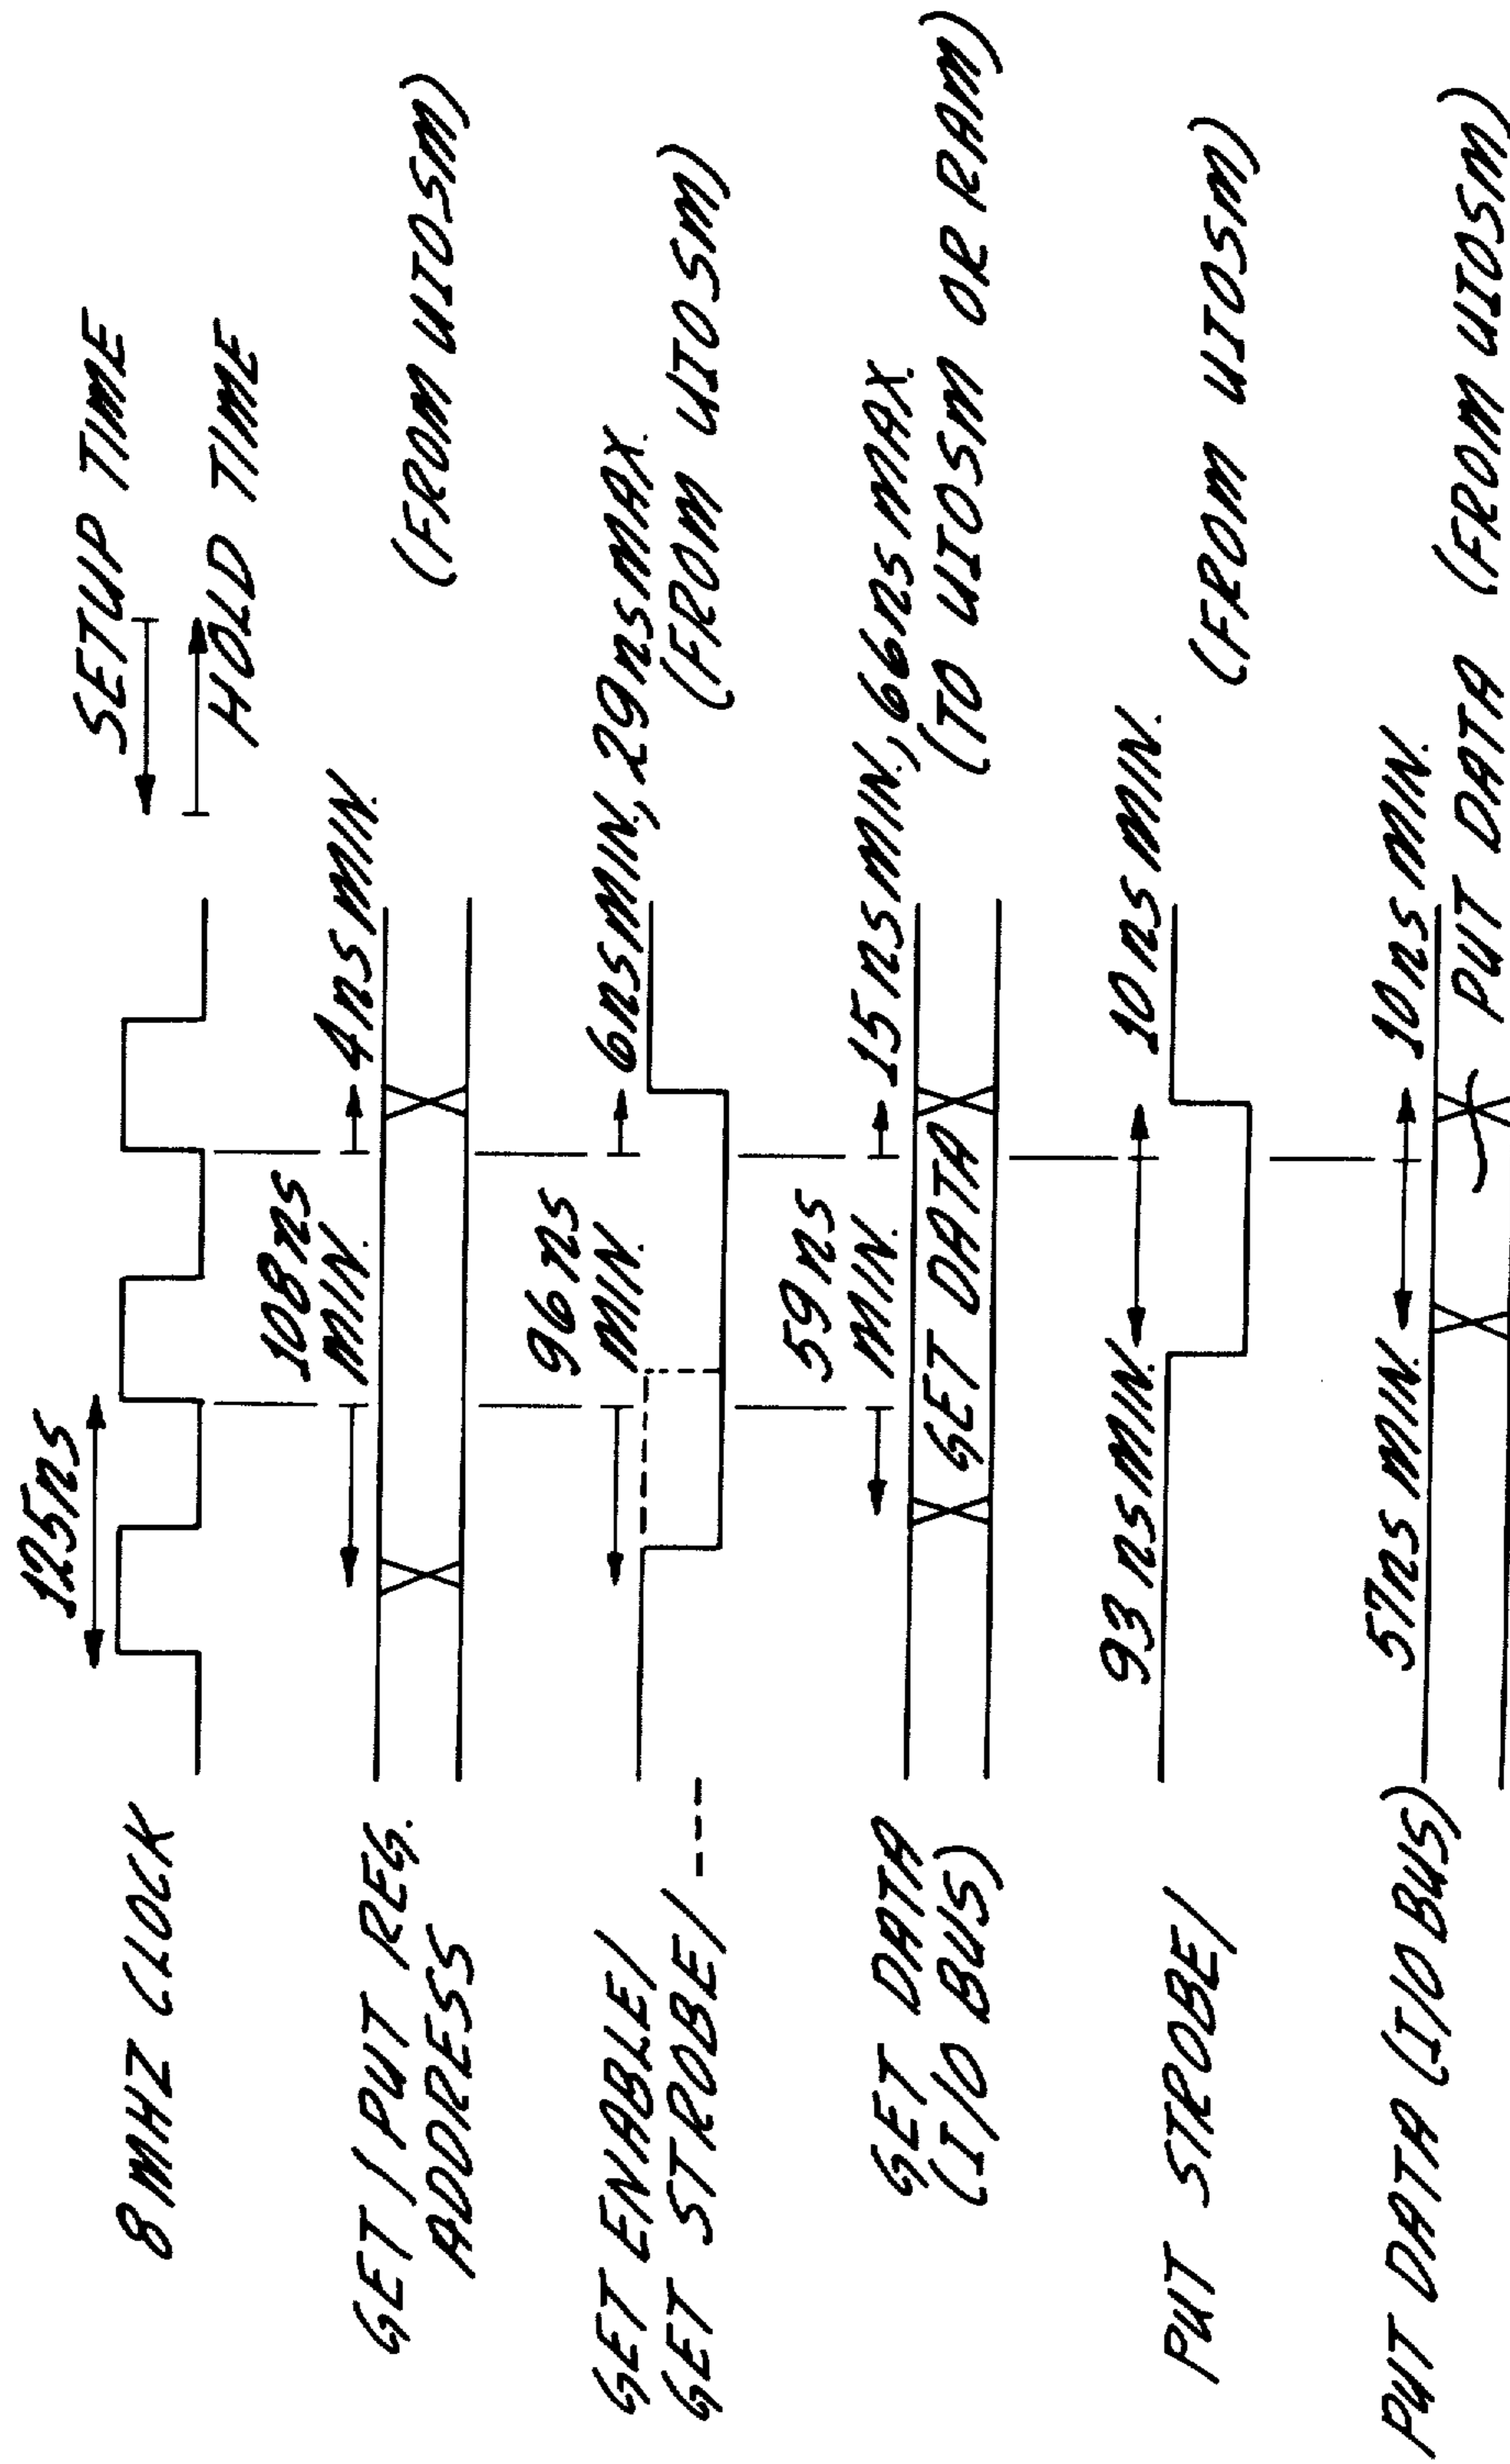 125ns
SETUP TIME
8 MHZ CLOCK
HOLD TIME
108ns
MIN.
4ns MIN.
GET / PUT REG.
ADDRESS
(FROM UIOSM)
96ns
MIN.
6ns MIN., 29ns MAX.
GET ENABLE/
GET STROBE/ ---
(FROM UIOSM)
59ns
MIN.
15ns MIN., 66ns MAX.
GET DATA
(I/O BUS)
GET DATA
(TO UIOSM OR RAM)
93ns MIN.
10ns MIN.
PUT STROBE/
(FROM UIOSM)
57ns MIN.
10ns MIN.
PUT DATA (I/O BUS)
PUT DATA
(FROM UIOSM)